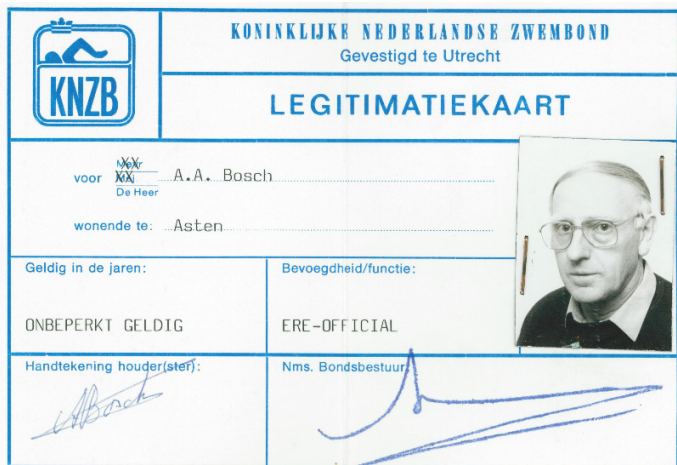 KNZB
KONINKLIJKE NEDERLANDSE ZWEMBOND
Gevestigd te Utrecht
LEGITIMATIEKAART
voor
Mevr
Mej
De Heer
A.A. Bosch
wonende te: Asten
Geldig in de jaren:
ONBEPERKT GELDIG
Bevoegdheid/functie:
ERE-OFFICIAL
Handtekening houder(ster):
ABosch
Nms. Bondsbestuur: